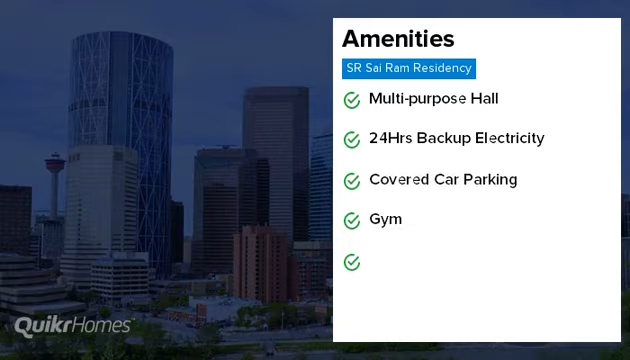 Amenities
SR Sai Ram Residency
Multi-purpose Hall
24Hrs Backup Electricity
Covered Car Parking
Gym
QuikrHomes